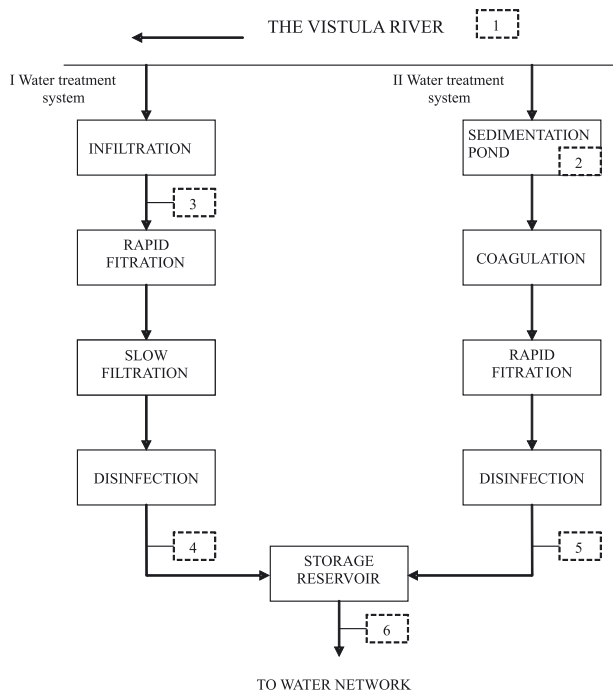 THE VISTULA RIVER 1
I Water treatment
system
II Water treatment
system
INFILTRATION
SEDIMENTATION
POND
2
3
RAPID
FITRATION
COAGULATION
SLOW
FILTRATION
RAPID
FITRATION
DISINFECTION
DISINFECTION
4
5
STORAGE
RESERVOIR
6
TO WATER NETWORK